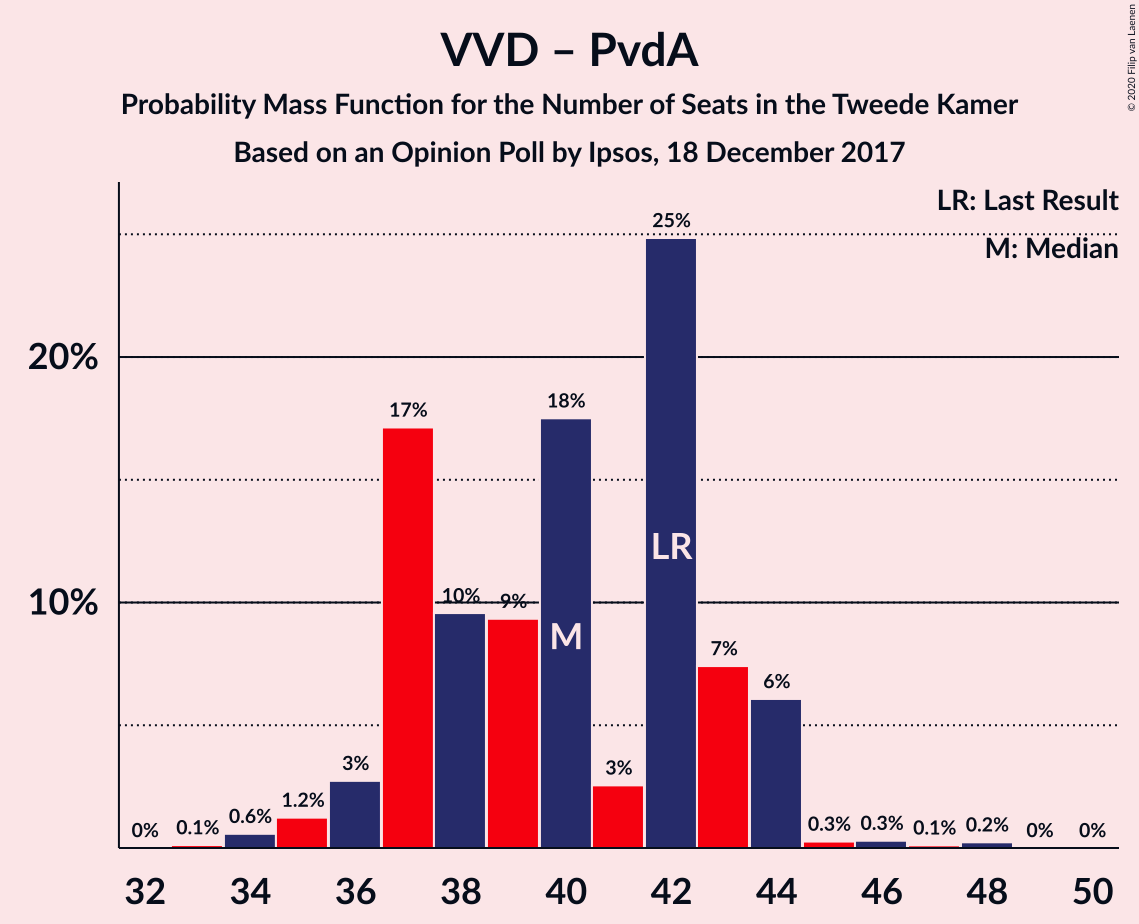 VVD – PvdA
Probability Mass Function for the Number of Seats in the Tweede Kamer
Based on an Opinion Poll by Ipsos, 18 December 2017
© 2020 Filip van Laenen
LR: Last Result
M: Median
20%
10%
0%
0.1%
0.6%
1.2%
3%
17%
10%
9%
18%
3%
25%
7%
6%
0.3%
0.3%
0.1%
0.2%
0%
0%
M
LR
32 34 36 38 40 42 44 46 48 50